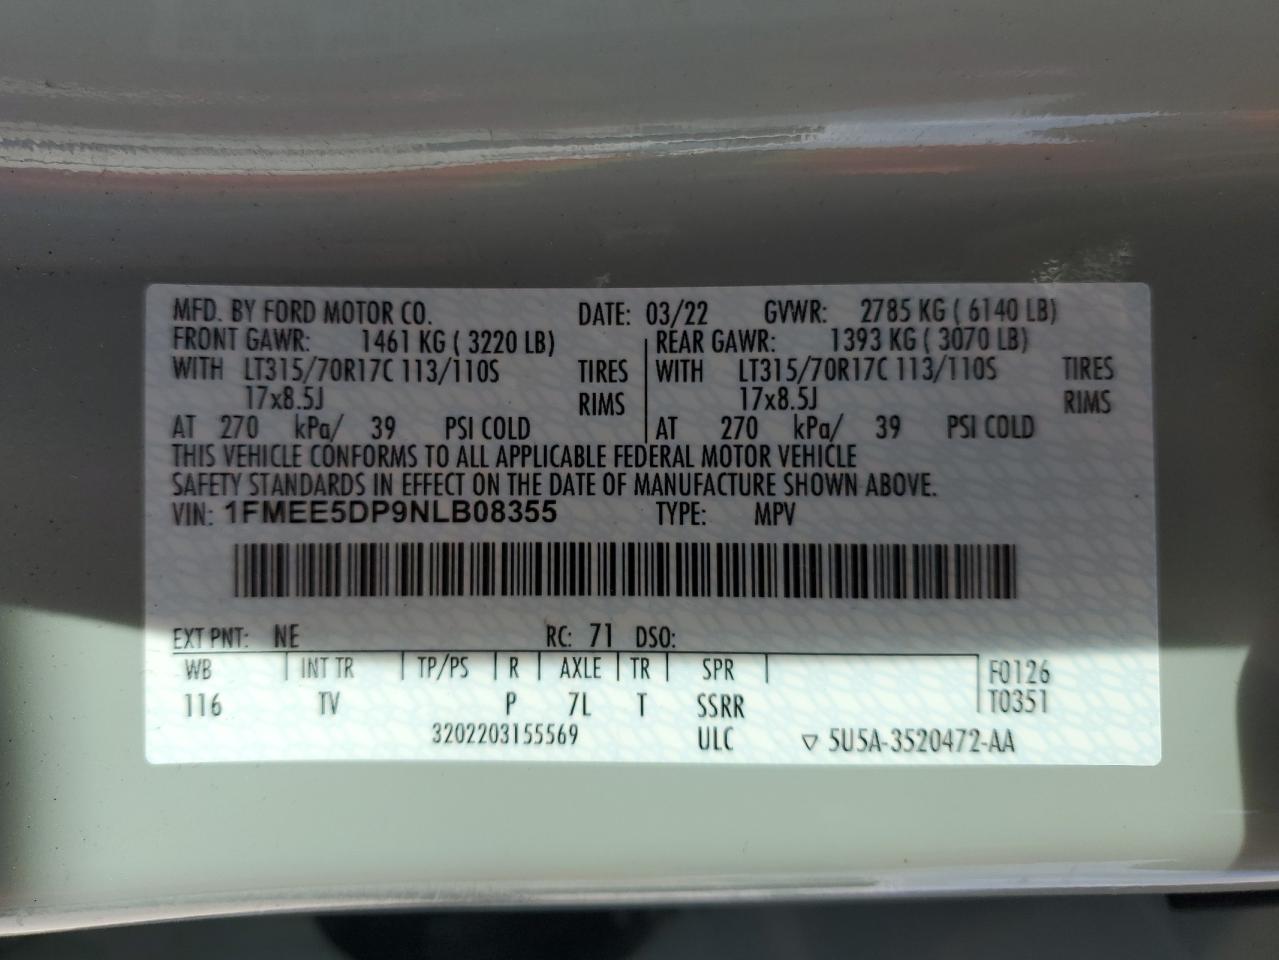 MFD. BY FORD MOTOR CO. DATE: 03/22 GVWR: 2785 KG ( 6140 LB)
FRONT GAWR: 1461 KG ( 3220 LB) REAR GAWR: 1393 KG ( 3070 LB)
WITH LT315/70R17C 113/110S TIRES WITH LT315/70R17C 113/110S TIRES
17x8.5J RIMS 17x8.5J RIMS
AT 270 kPa/ 39 PSI COLD AT 270 kPa/ 39 PSI COLD
THIS VEHICLE CONFORMS TO ALL APPLICABLE FEDERAL MOTOR VEHICLE
SAFETY STANDARDS IN EFFECT ON THE DATE OF MANUFACTURE SHOWN ABOVE.
VIN: 1FMEE5DP9NLB08355 TYPE: MPV
EXT PNT: NE RC: 71 DSO:
WB INT TR TP/PS R AXLE TR SPR F0126
116 TV P 7L T SSRR T0351
3202203155569 ULC ▽ 5U5A-3520472-AA